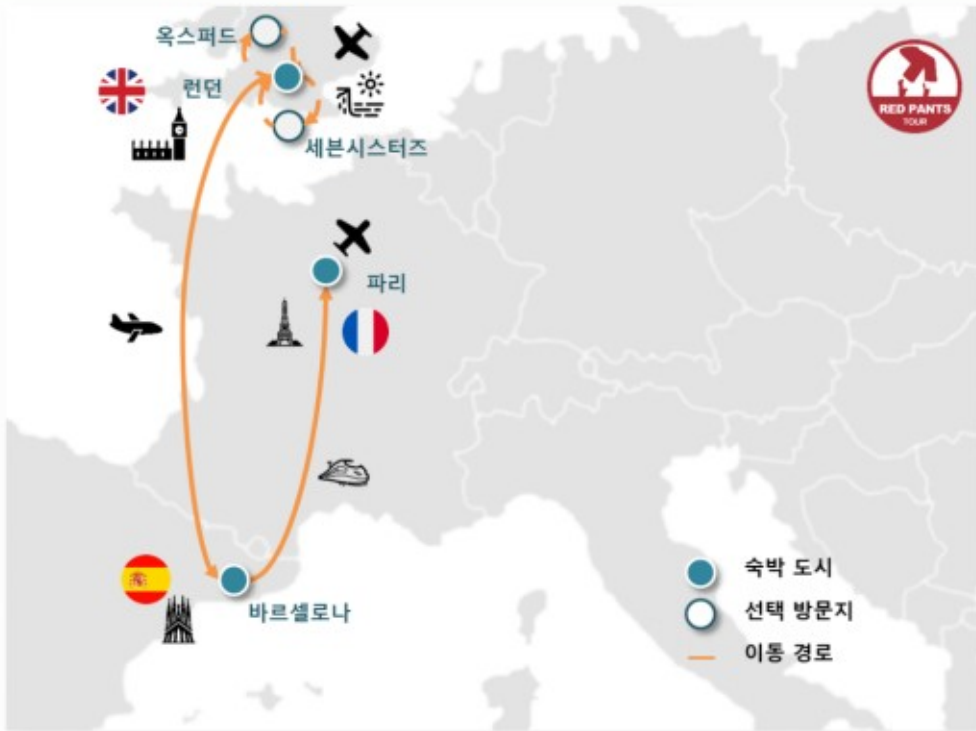 옥스퍼드
런던
세븐시스터즈
RED PANTS
TOUR
파리
바르셀로나
숙박 도시
선택 방문지
이동 경로